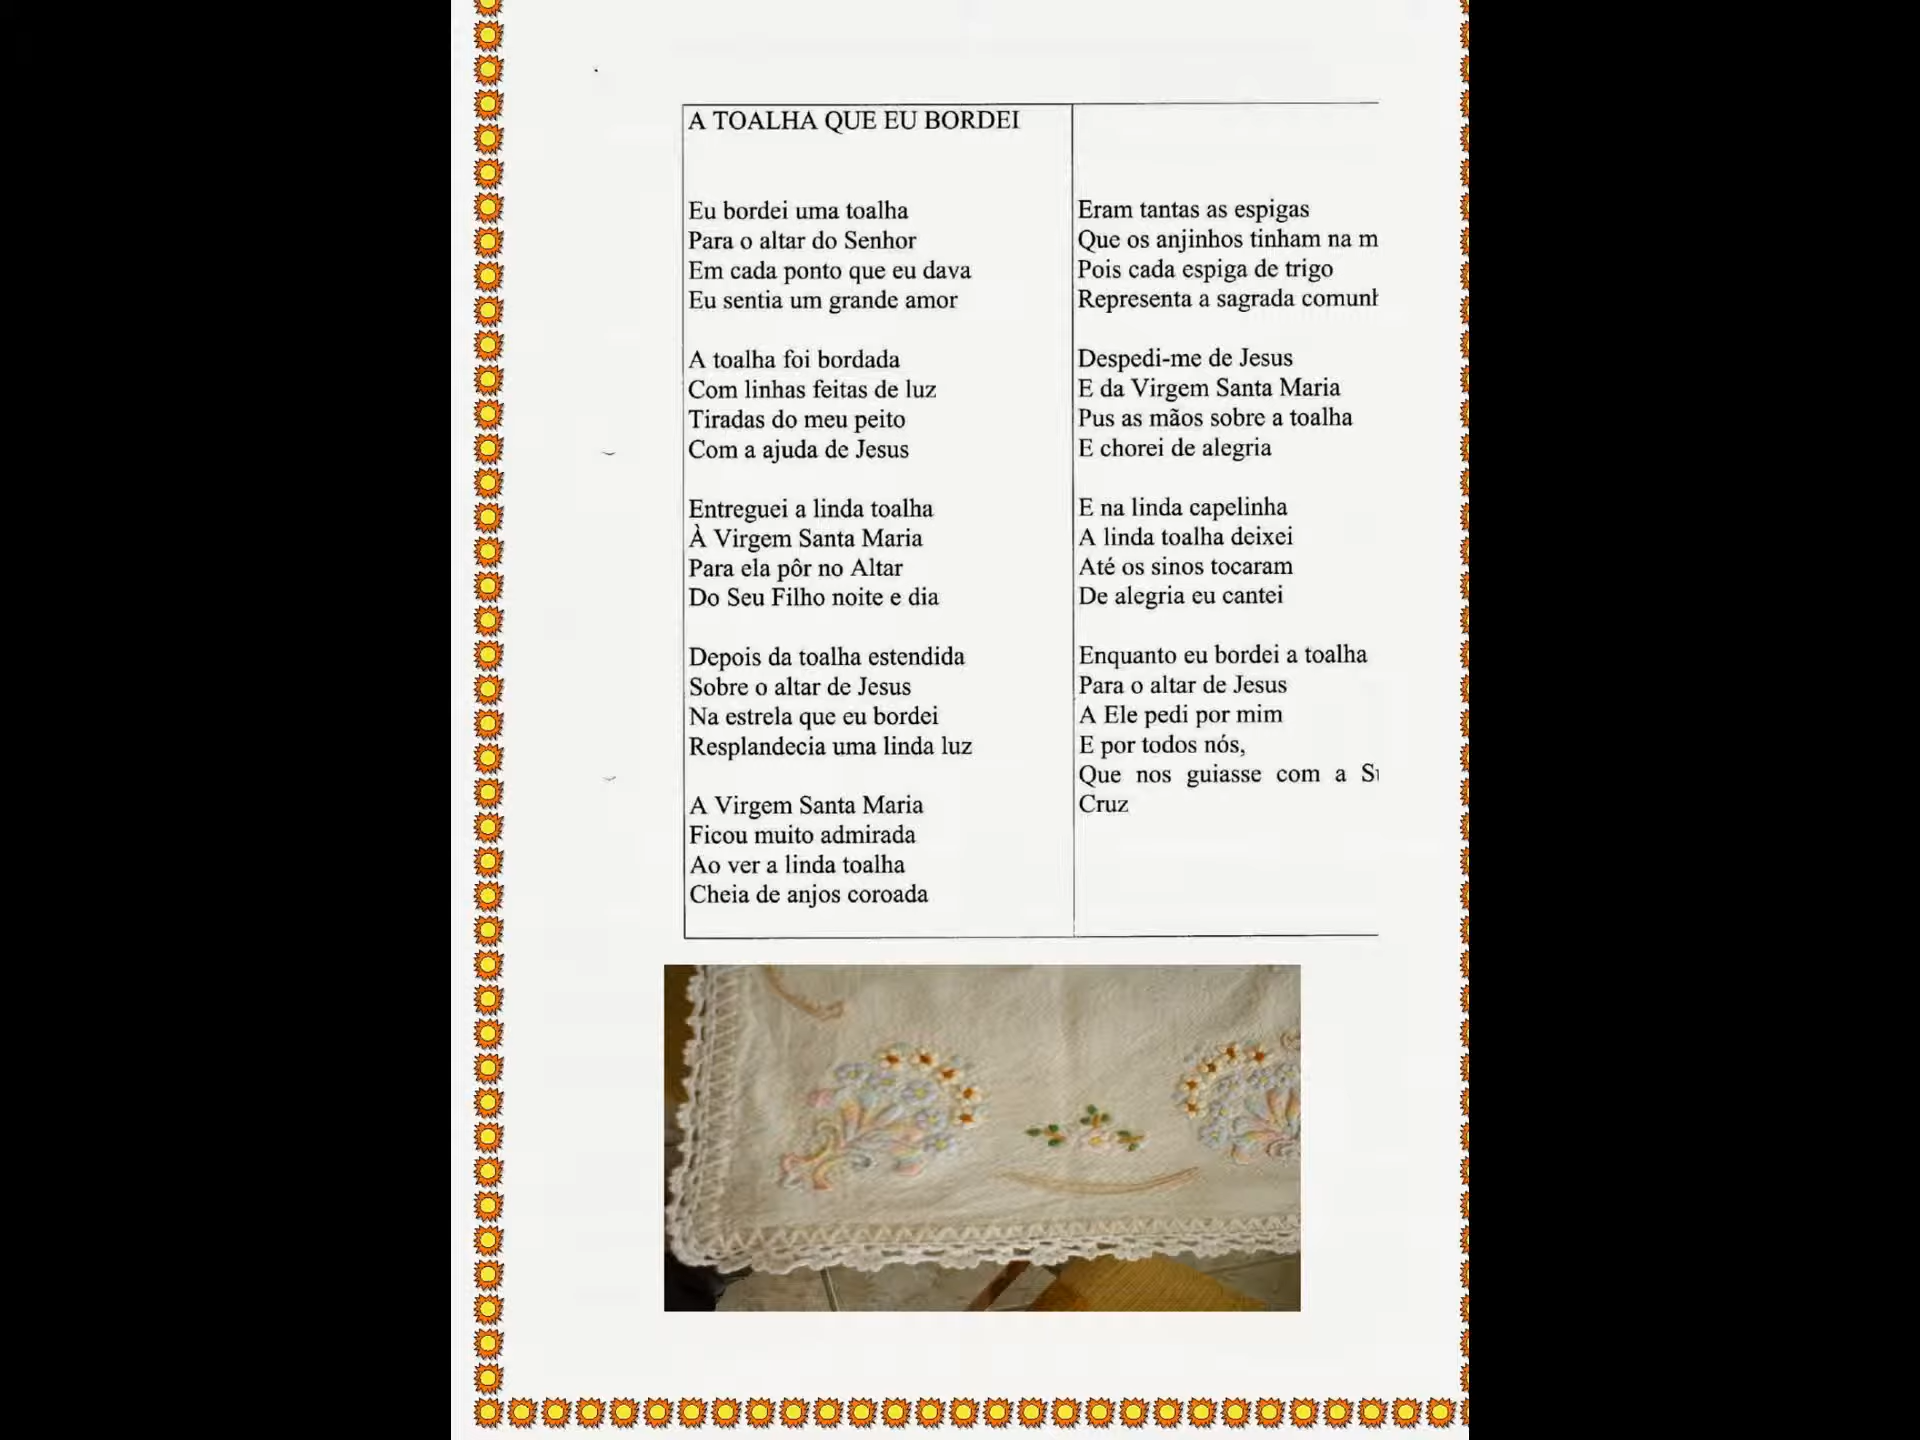 A TOALHA QUE EU BORDEI
Eu bordei uma toalha
Para o altar do Senhor
Em cada ponto que eu dava
Eu sentia um grande amor
A toalha foi bordada
Com linhas feitas de luz
Tiradas do meu peito
Com a ajuda de Jesus
Entreguei a linda toalha
À Virgem Santa Maria
Para ela pôr no Altar
Do Seu Filho noite e dia
Depois da toalha estendida
Sobre o altar de Jesus
Na estrela que eu bordei
Resplandecia uma linda luz
A Virgem Santa Maria
Ficou muito admirada
Ao ver a linda toalha
Cheia de anjos coroada
Eram tantas as espigas
Que os anjinhos tinham na m
Pois cada espiga de trigo
Representa a sagrada comun
Despedi-me de Jesus
E da Virgem Santa Maria
Pus as mãos sobre a toalha
E chorei de alegria
E na linda capelinha
A linda toalha deixei
Até os sinos tocaram
De alegria eu cantei
Enquanto eu bordei a toalha
Para o altar de Jesus
A Ele pedi por mim
E por todos nós,
Que nos guiasse com a S
Cruz